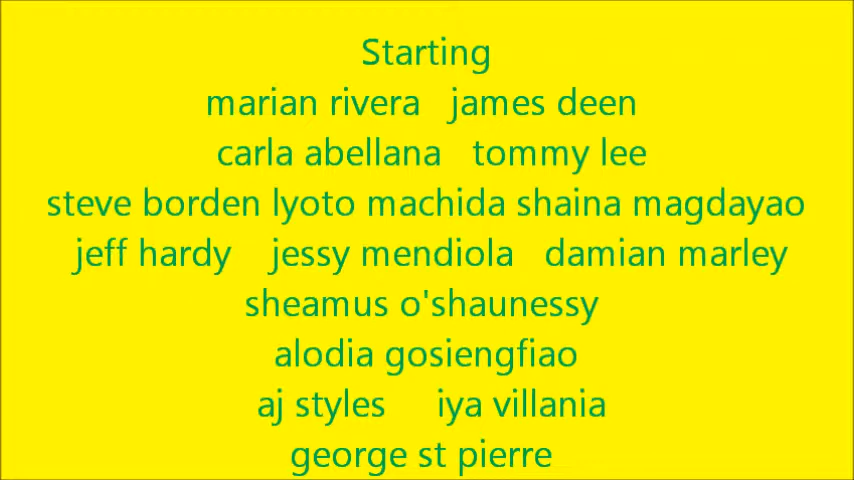 Starting
marian rivera james deen
carla abellana tommy lee
steve borden lyoto machida shaina magdayao
jeff hardy jessy mendiola damian marley
sheamus o'shaunessy
alodia gosiengfiao
aj styles iya villania
george st pierre